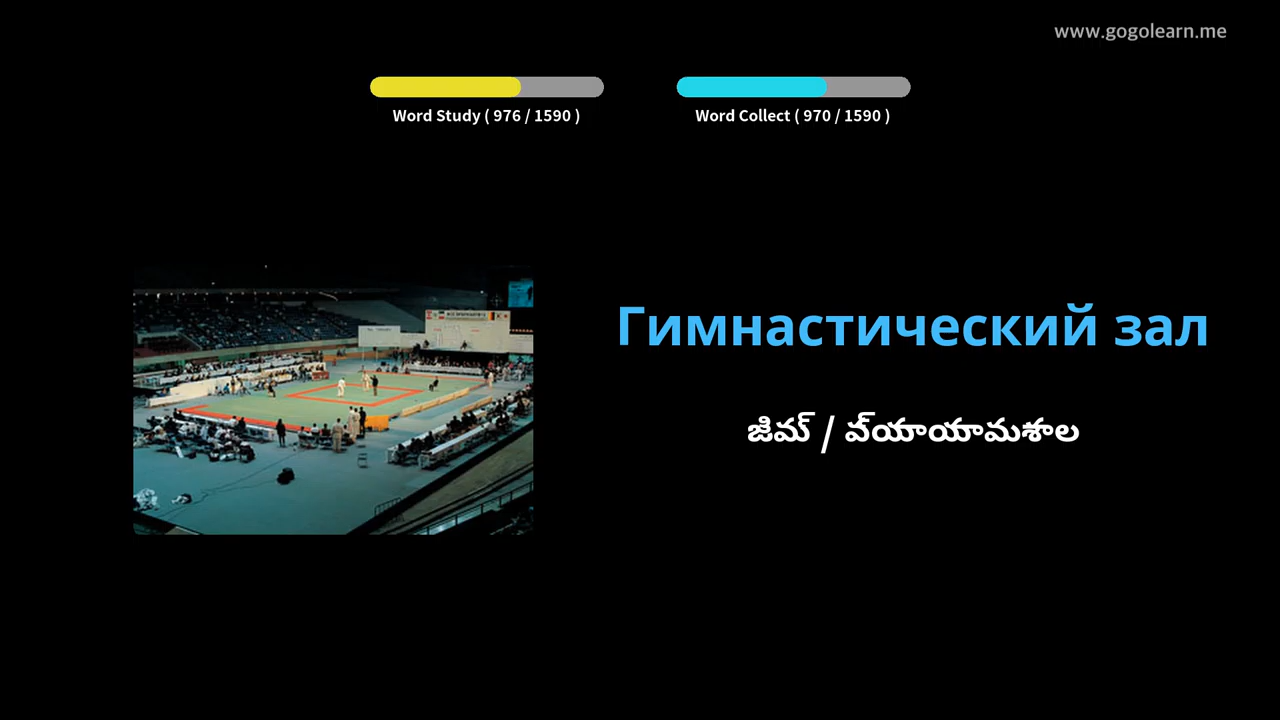 www.gogolearn.me
Word Study ( 976 / 1590 )
Word Collect ( 970 / 1590 )
Гимнастический зал
జిమ్ / వ్యాయామశాల